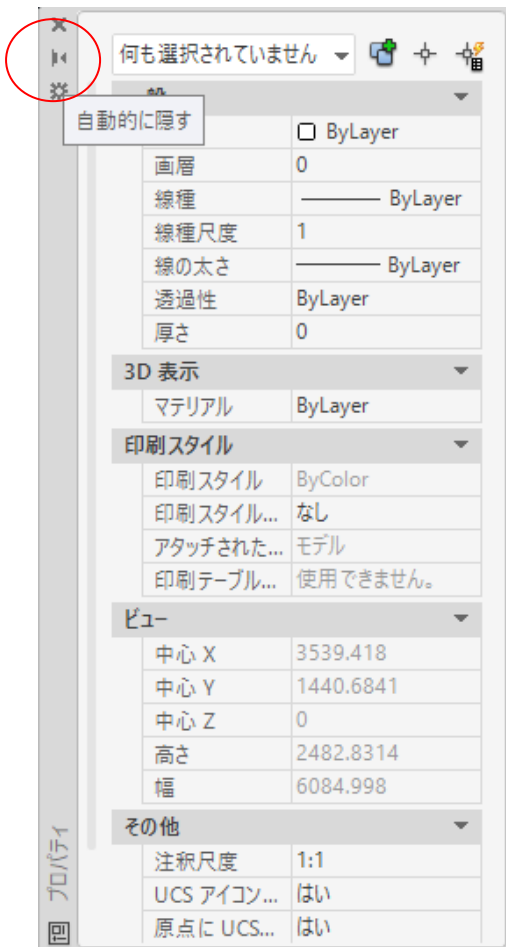 何も選択されていません
自動的に隠す
ByLayer
画層 0
線種 ByLayer
線種尺度 1
線の太さ ByLayer
透過性 ByLayer
厚さ 0
3D 表示
マテリアル ByLayer
印刷スタイル
印刷スタイル ByColor
印刷スタイル... なし
アタッチされた... モデル
印刷テーブル... 使用できません。
ビュー
中心 X 3539.418
中心 Y 1440.6841
中心 Z 0
高さ 2482.8314
幅 6084.998
その他
注釈尺度 1:1
UCS アイコン... はい
原点に UCS... はい
プロパティ